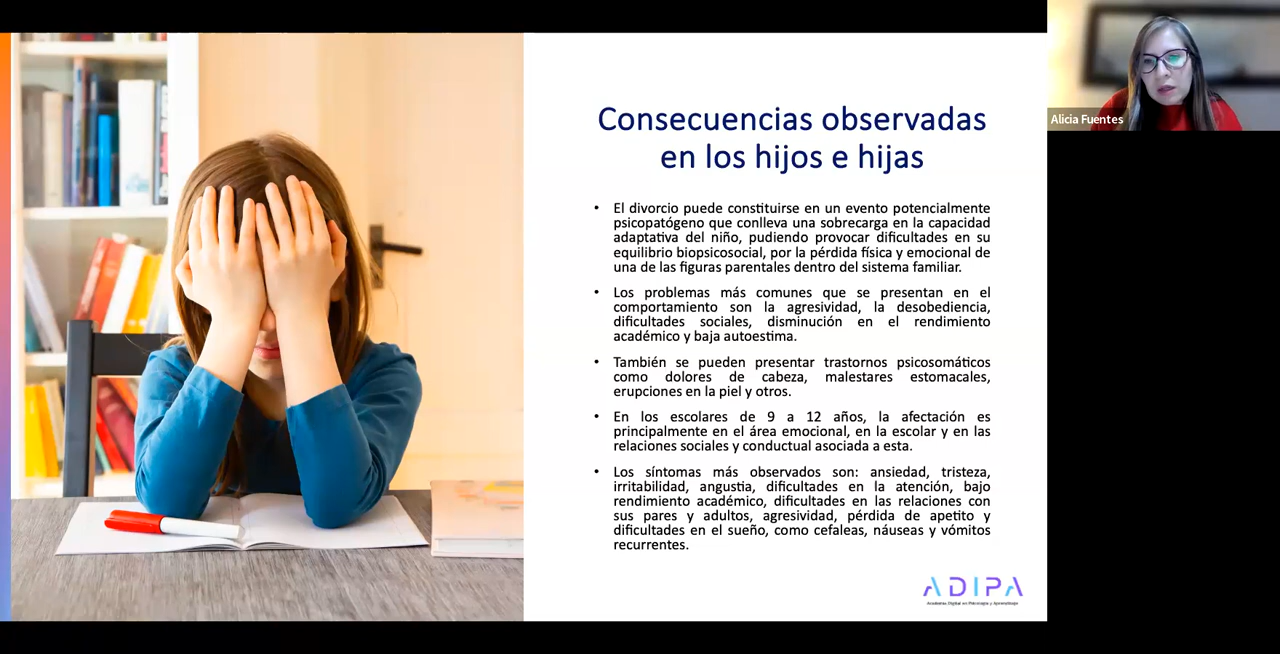 Consecuencias observadas
en los hijos e hijas
• El divorcio puede constituirse en un evento potencialmente
psicopatógeno que conlleva una sobrecarga en la capacidad
adaptativa del niño, pudiendo provocar dificultades en su
equilibrio biopsicosocial, por la pérdida física y emocional de
una de las figuras parentales dentro del sistema familiar.
• Los problemas más comunes que se presentan en el
comportamiento son la agresividad, la desobediencia,
dificultades sociales, disminución en el rendimiento
académico y baja autoestima.
• También se pueden presentar trastornos psicosomáticos
como dolores de cabeza, malestares estomacales,
erupciones en la piel y otros.
• En los escolares de 9 a 12 años, la afectación es
principalmente en el área emocional, en la escolar y en las
relaciones sociales y conductual asociada a esta.
• Los síntomas más observados son: ansiedad, tristeza,
irritabilidad, angustia, dificultades en la atención, bajo
rendimiento académico, dificultades en las relaciones con
sus pares y adultos, agresividad, pérdida de apetito y
dificultades en el sueño, como cefaleas, náuseas y vómitos
recurrentes.
ADIPA
Academia Digital en Psicología y Aprendizaje
Alicia Fuentes